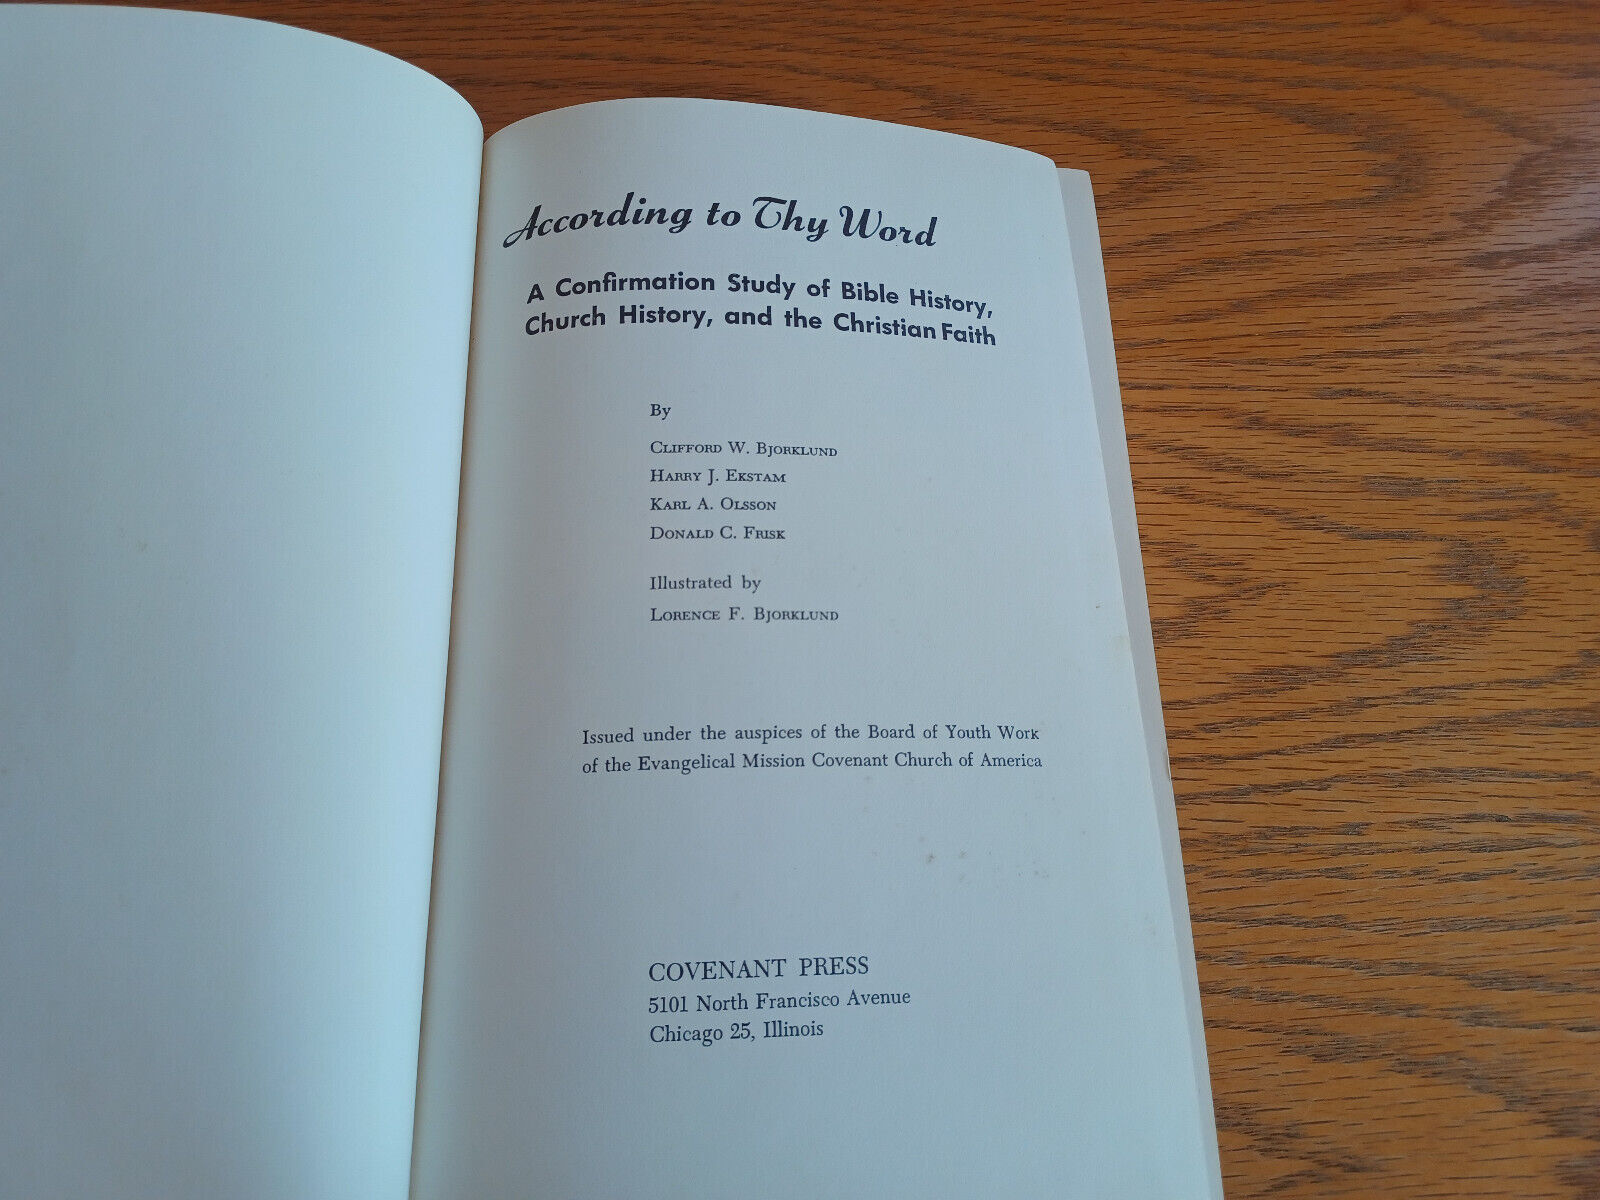 According to Thy Word
A Confirmation Study of Bible History,
Church History, and the Christian Faith
By
Clifford W. Bjorklund
Harry J. Ekstam
Karl A. Olsson
Donald C. Frisk
Illustrated by
Lorence F. Bjorklund
Issued under the auspices of the Board of Youth Work
of the Evangelical Mission Covenant Church of America
COVENANT PRESS
5101 North Francisco Avenue
Chicago 25, Illinois